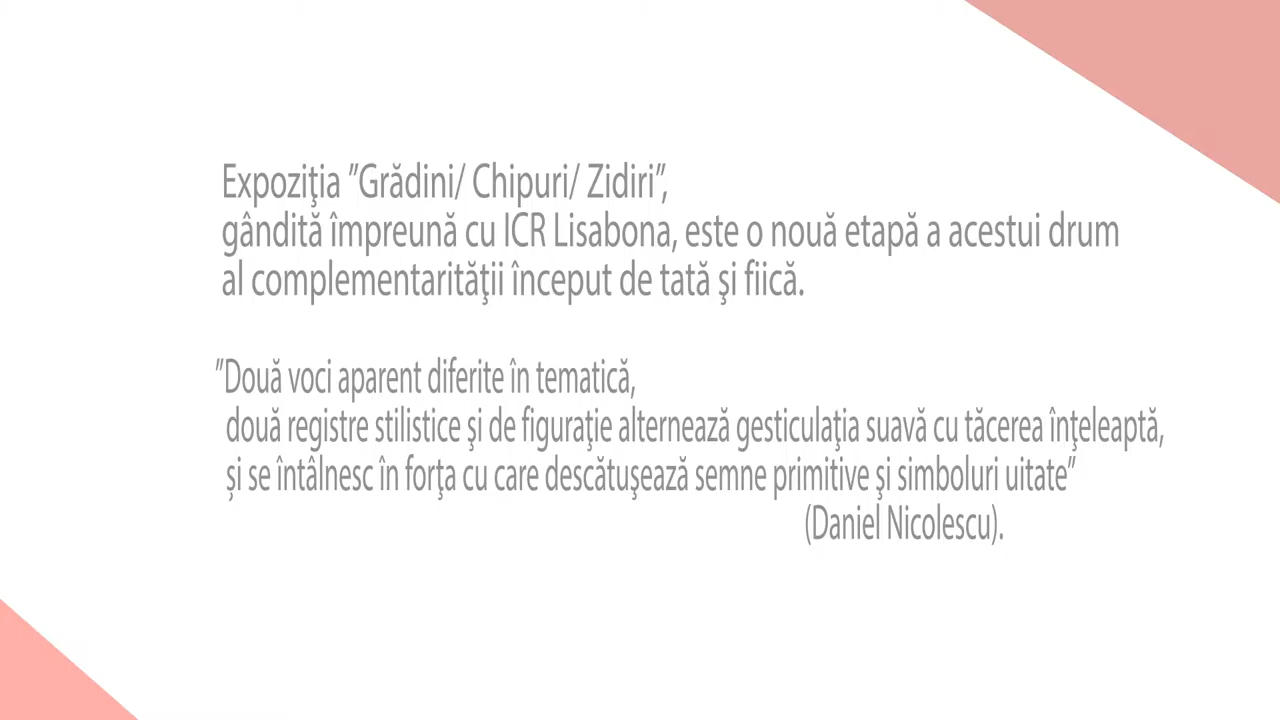 Expoziţia ”Grădini/ Chipuri/ Zidiri”,
gândită împreună cu ICR Lisabona, este o nouă etapă a acestui drum
al complementarităţii început de tată şi fiică.
”Două voci aparent diferite în tematică,
două registre stilistice şi de figuraţie alternează gesticulaţia suavă cu tăcerea înţeleaptă,
și se întâlnesc în forţa cu care descătuşează semne primitive şi simboluri uitate”
(Daniel Nicolescu).